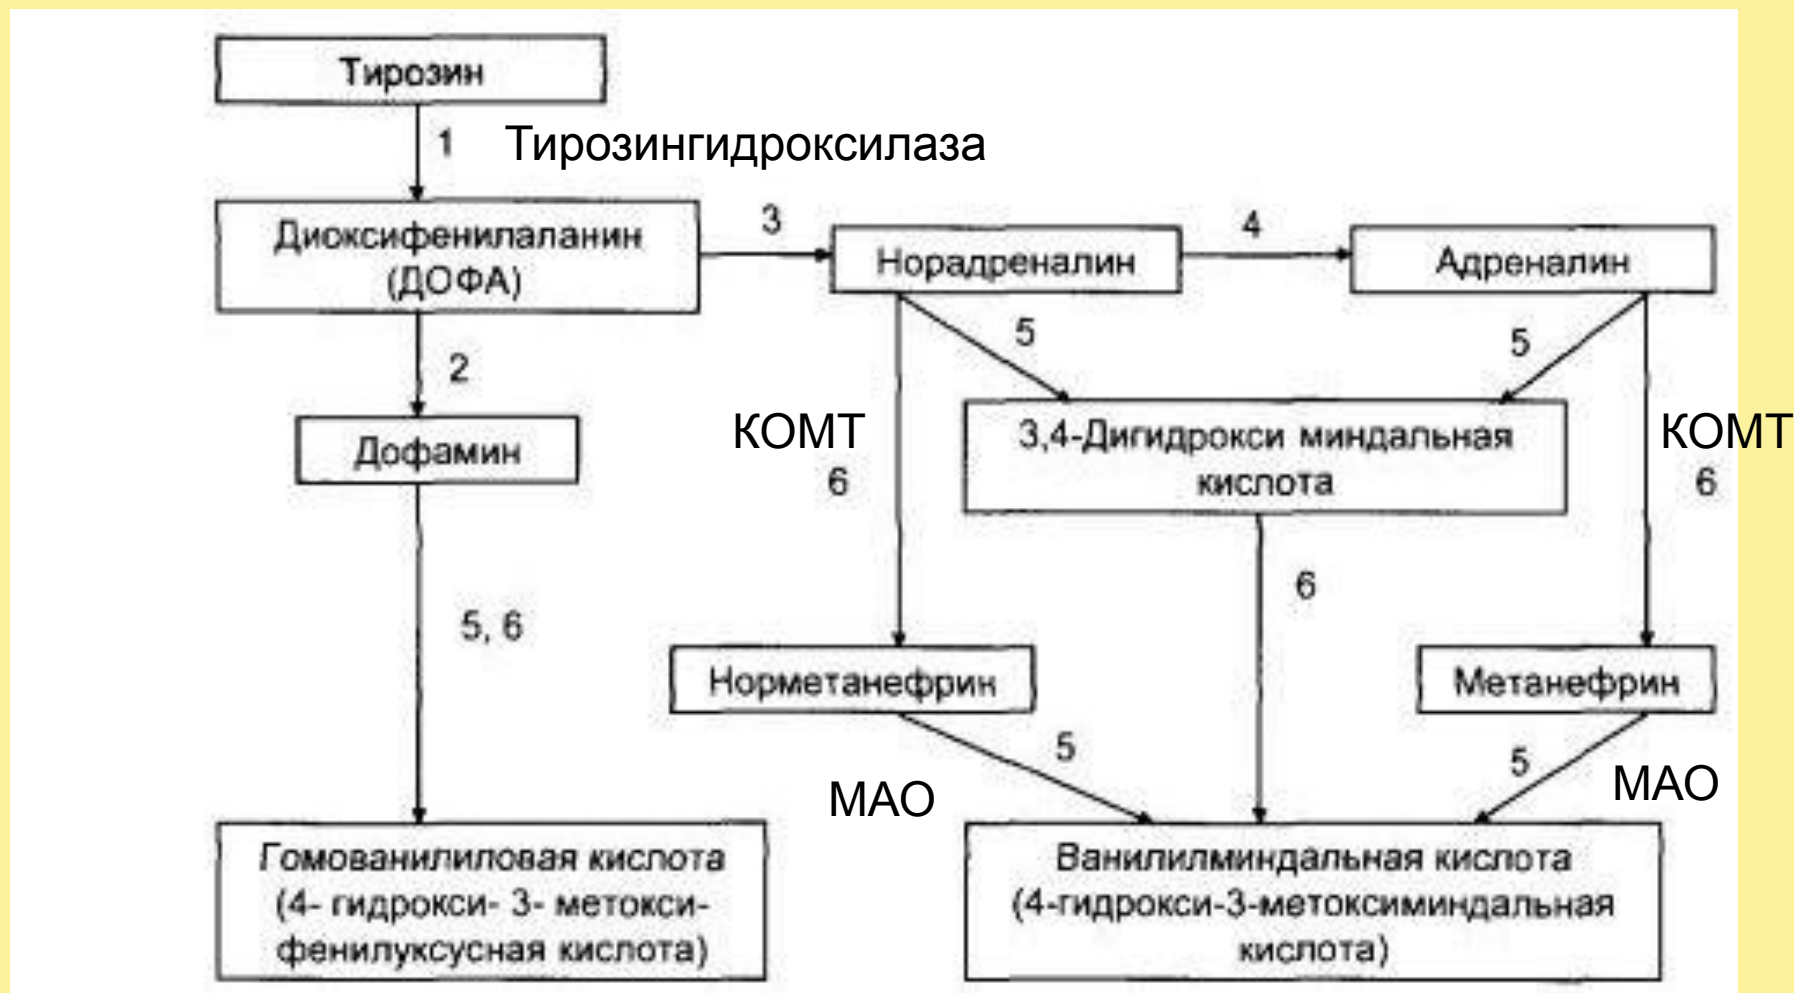 Тирозин
1
Тирозингидроксилаза
Диоксифенилаланин
(ДОФА)
3
Норадреналин
4
Адреналин
2
5
5
Дофамин
КОМТ
6
3,4-Дигидрокси миндальная
кислота
КОМТ
6
5, 6
6
Норметанефрин
Метанефрин
5
МАО
5
МАО
Гомованилиловая кислота
(4- гидрокси- 3- метокси-
фенилуксусная кислота)
Ванилилминдальная кислота
(4-гидрокси-3-метоксиминдальная
кислота)